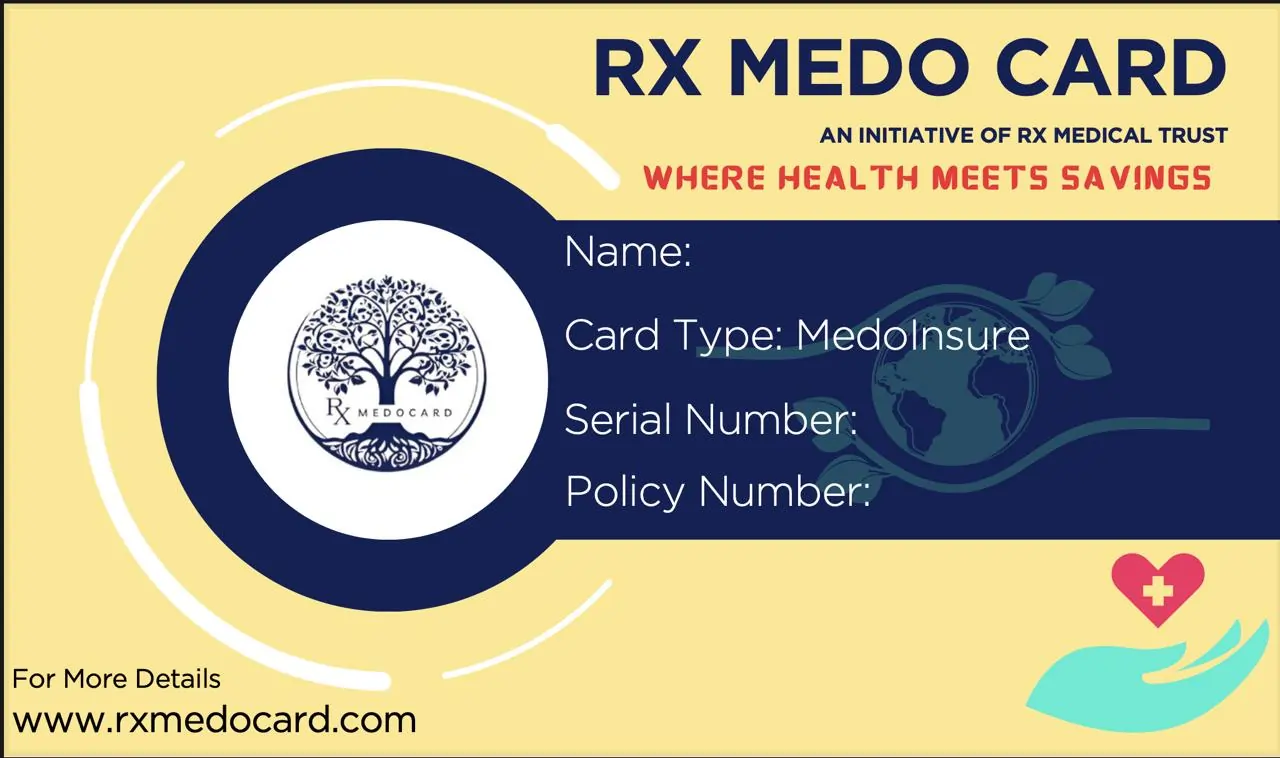 RX MEDO CARD
AN INITIATIVE OF RX MEDICAL TRUST
WHERE HEALTH MEETS SAVINGS
Name:
Card Type: MedoInsure
Serial Number:
Policy Number:
RX MEDOCARD
For More Details
www.rxmedocard.com